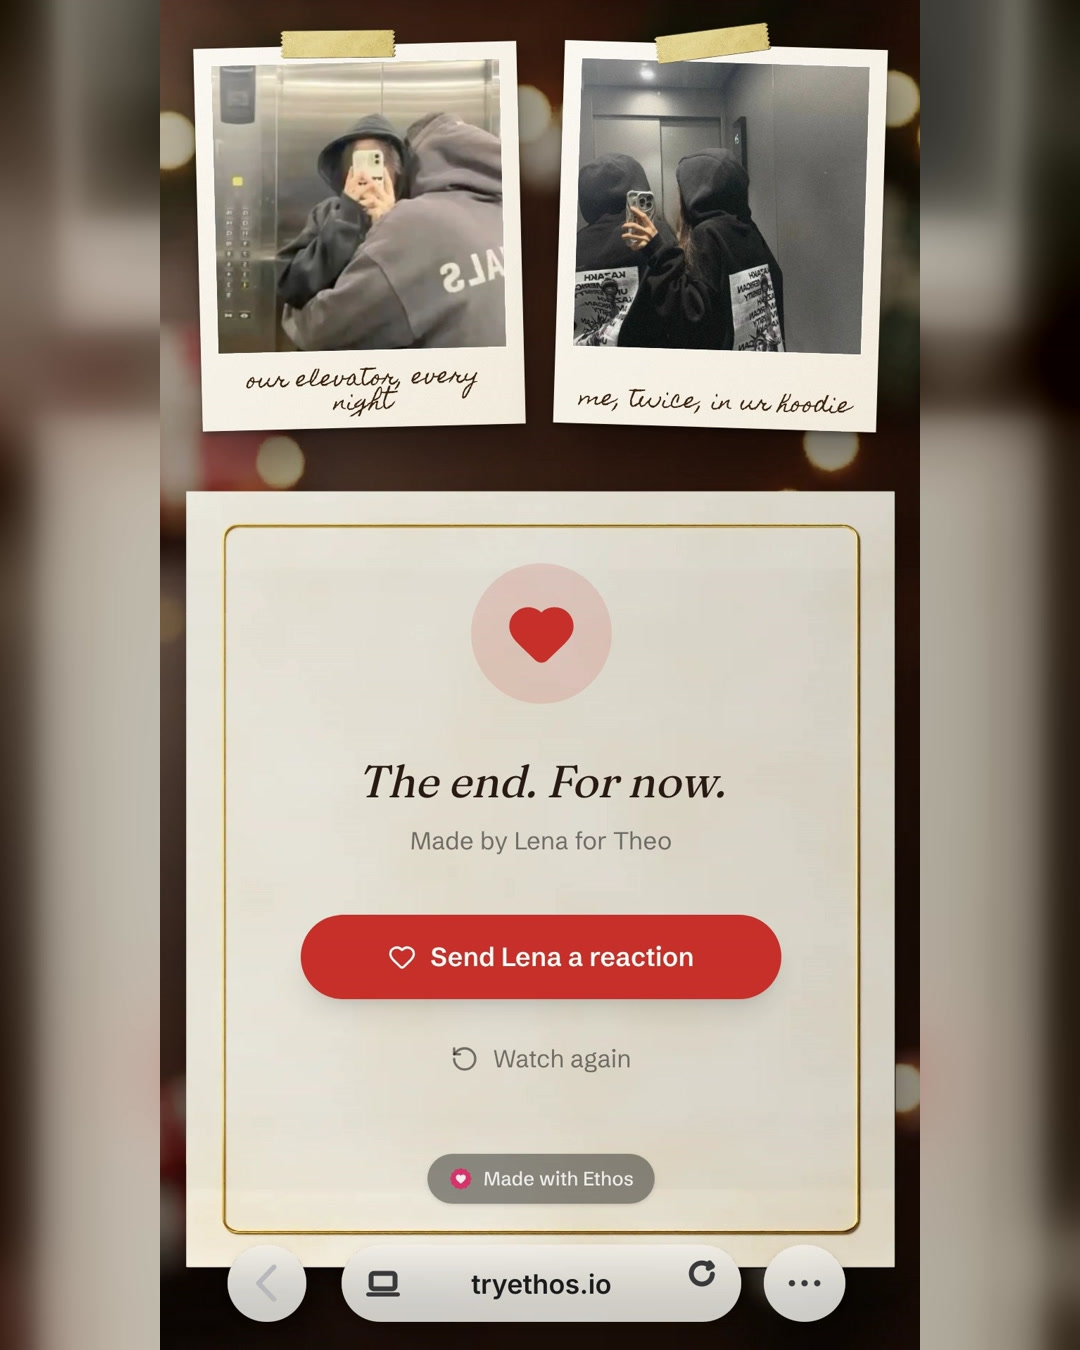 our elevator, every
night
me, twice, in ur hoodie
The end. For now.
Made by Lena for Theo
Send Lena a reaction
Watch again
Made with Ethos
tryethos.io